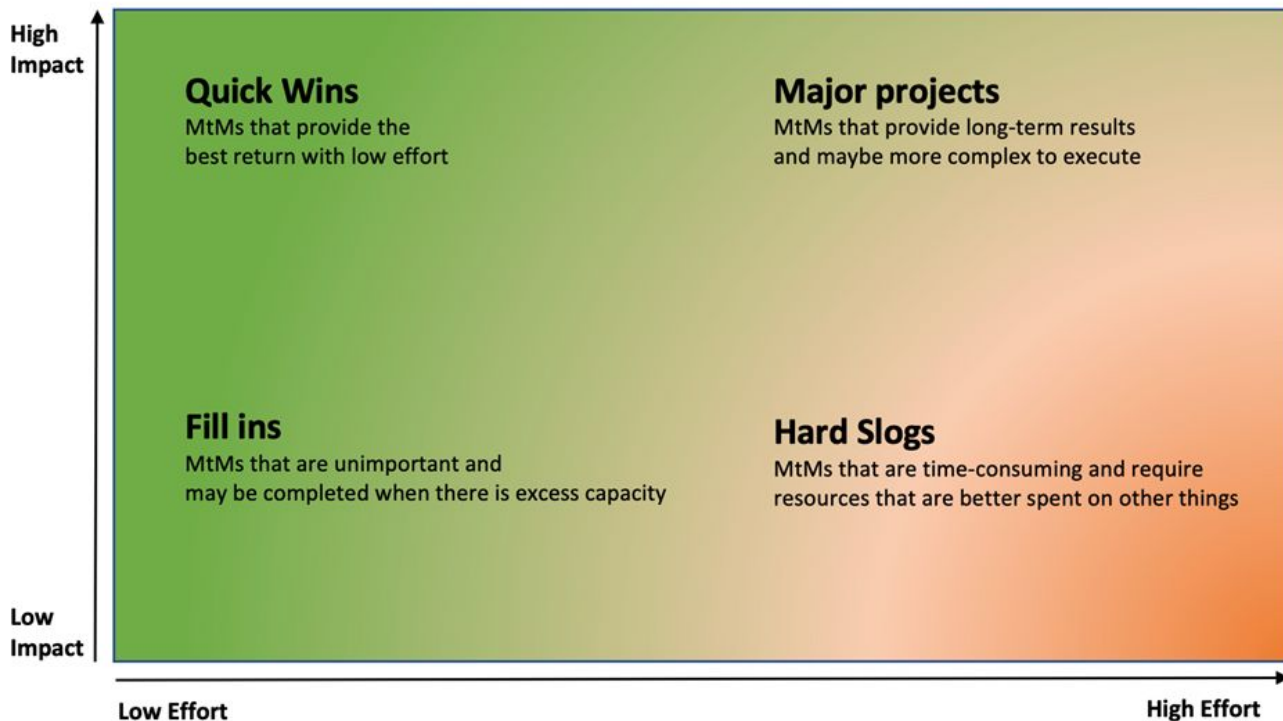 High
Impact
Quick Wins
MtMs that provide the
best return with low effort
Major projects
MtMs that provide long-term results
and maybe more complex to execute
Fill ins
MtMs that are unimportant and
may be completed when there is excess capacity
Hard Slogs
MtMs that are time-consuming and require
resources that are better spent on other things
Low
Impact
Low Effort
High Effort